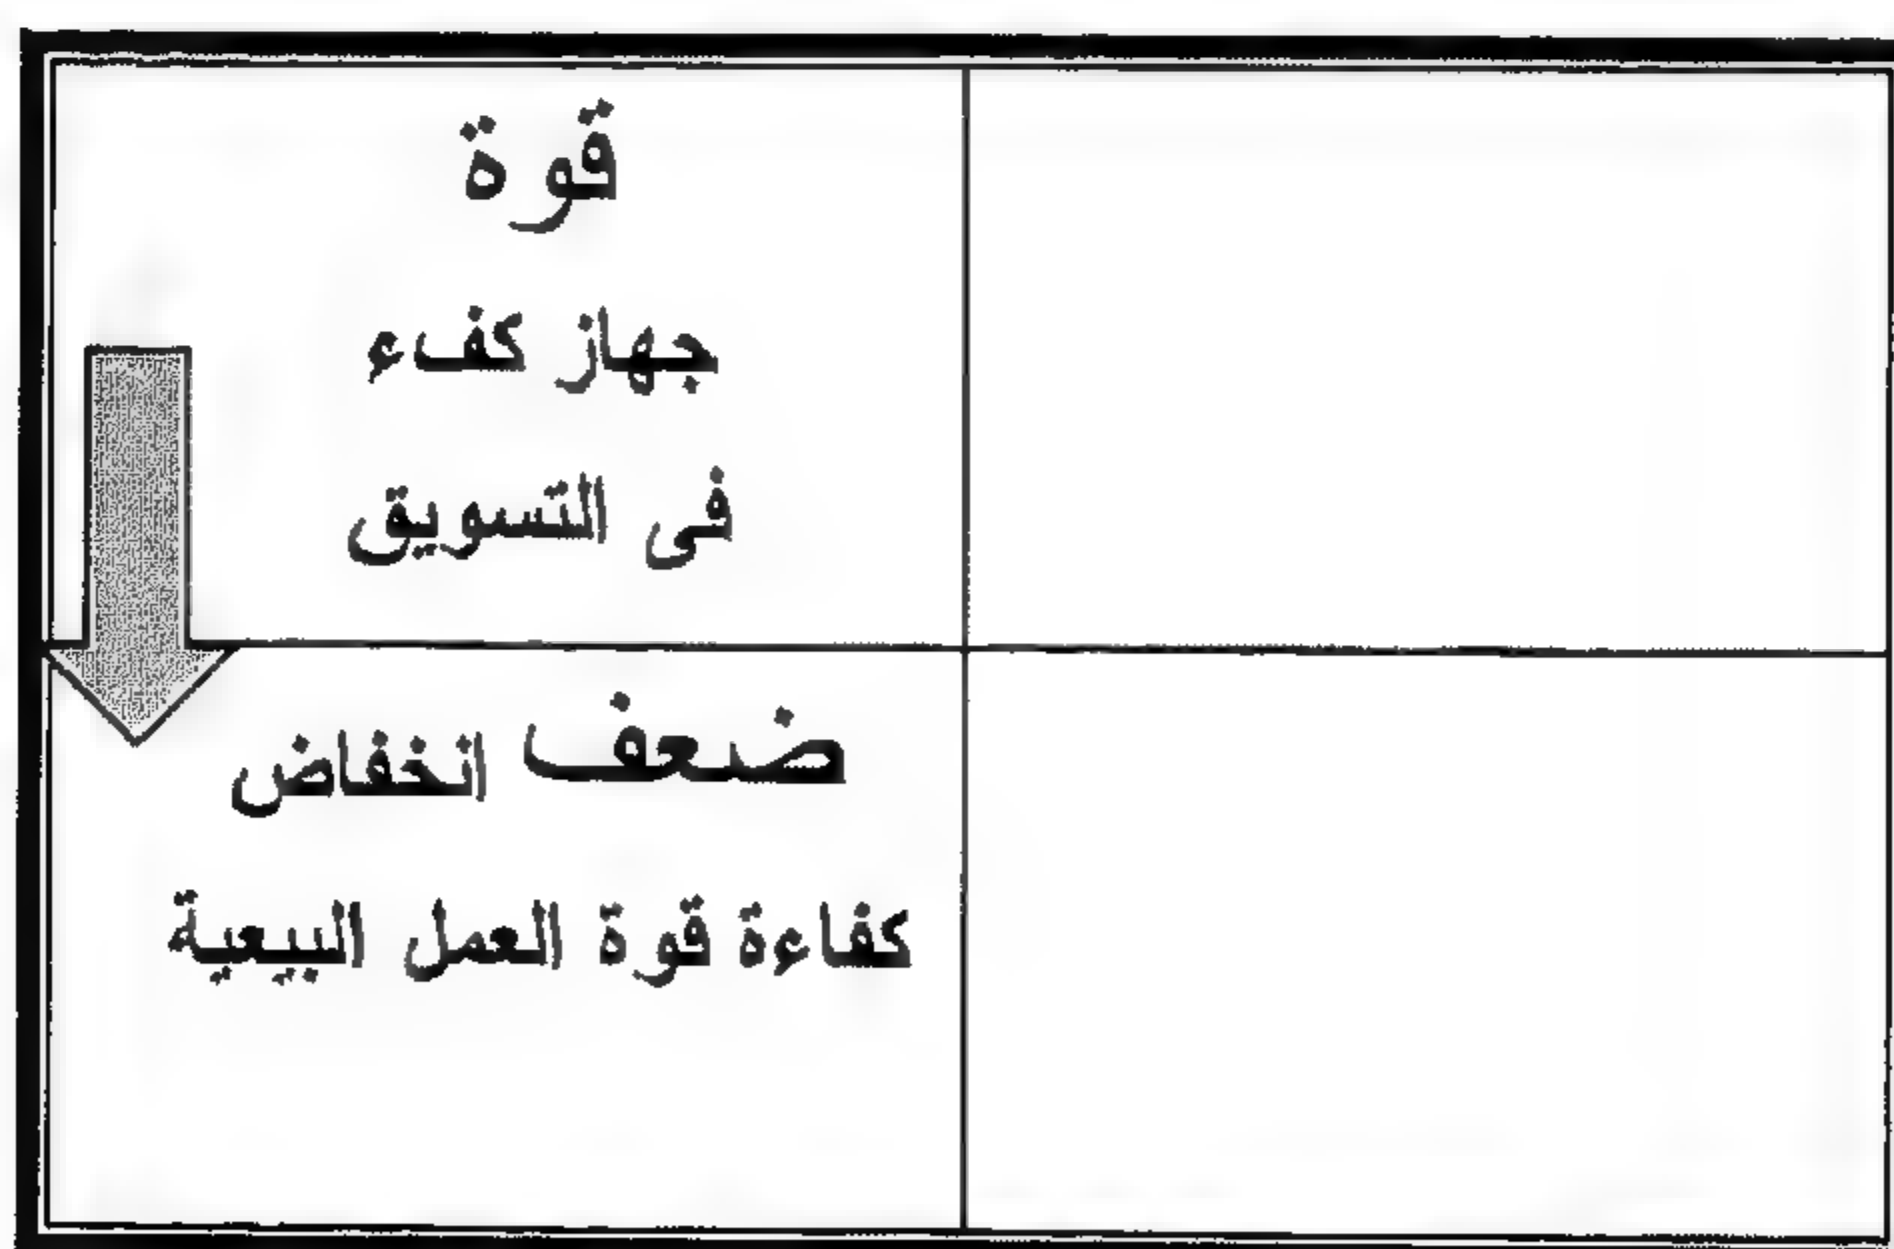 قوة
جهاز كفء
فى التسويق
ضعف انخفاض
كفاءة قوة العمل البيعية